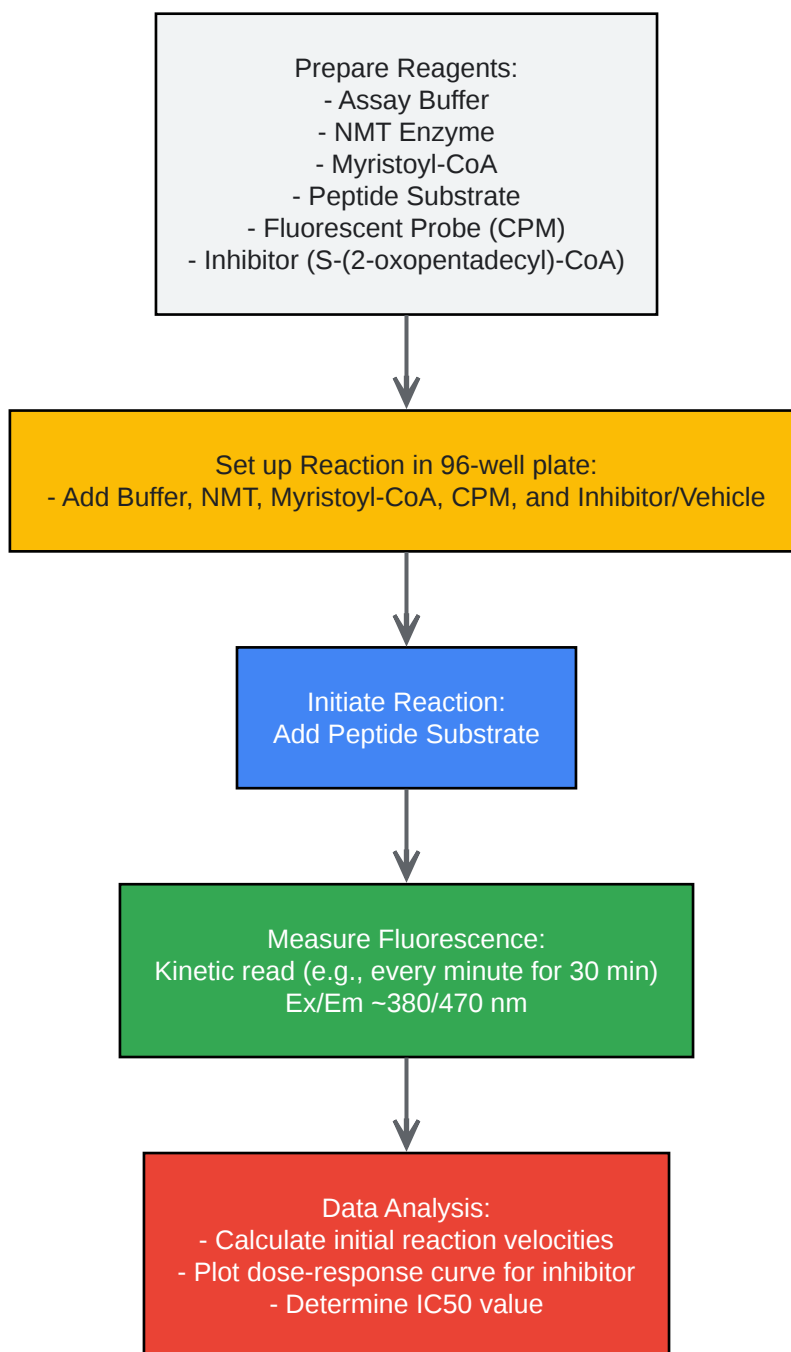 Prepare Reagents:
- Assay Buffer
- NMT Enzyme
- Myristoyl-CoA
- Peptide Substrate
- Fluorescent Probe (CPM)
- Inhibitor (S-(2-oxopentadecyl)-CoA)
Set up Reaction in 96-well plate:
- Add Buffer, NMT, Myristoyl-CoA, CPM, and Inhibitor/Vehicle
Initiate Reaction:
Add Peptide Substrate
Measure Fluorescence:
Kinetic read (e.g., every minute for 30 min)
Ex/Em ~380/470 nm
Data Analysis:
- Calculate initial reaction velocities
- Plot dose-response curve for inhibitor
- Determine IC50 value